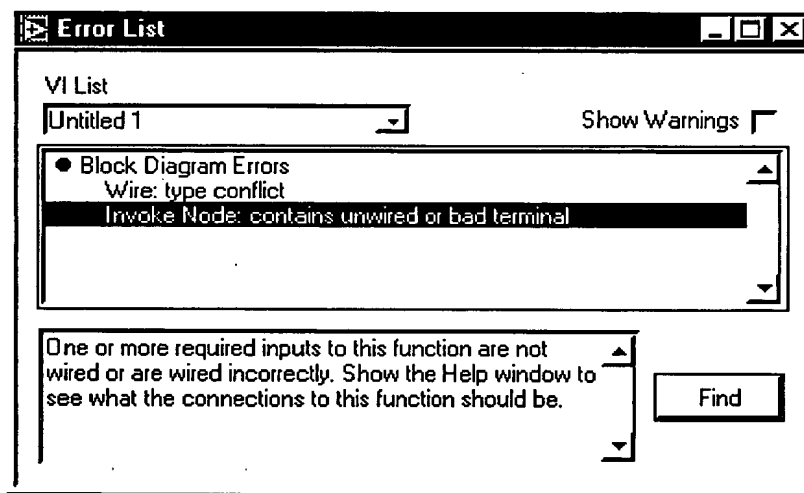 Error List
VI List
Untitled 1
Show Warnings
Block Diagram Errors
Wire: type conflict
Invoke Node: contains unwired or bad terminal
One or more required inputs to this function are not
wired or are wired incorrectly. Show the Help window to
see what the connections to this function should be.
Find